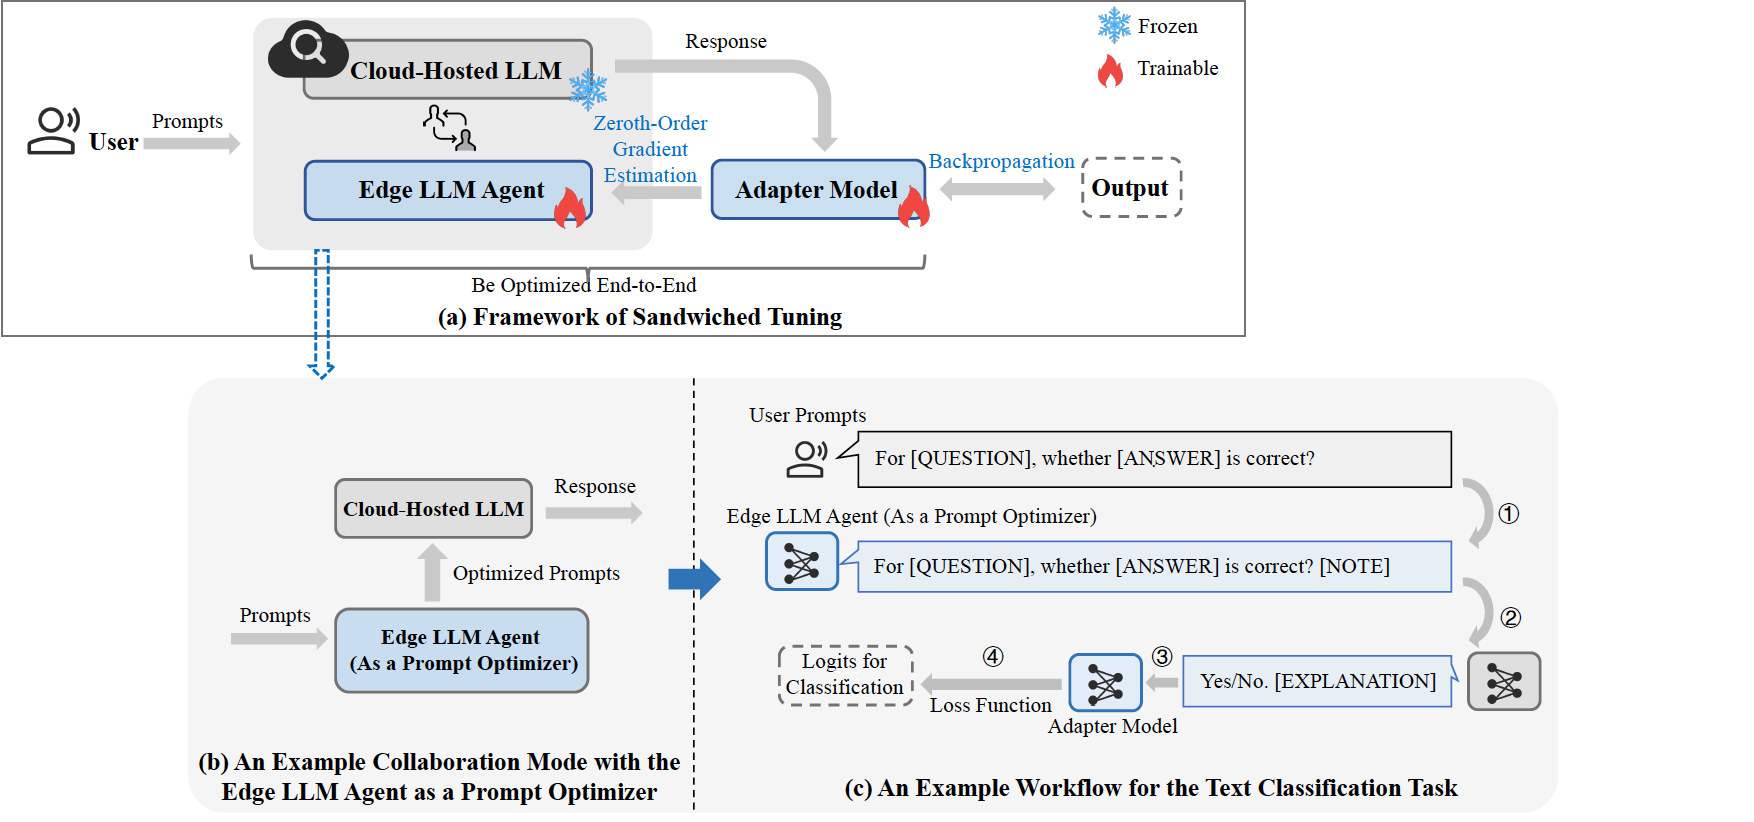 Frozen
Trainable
Response
Cloud-Hosted LLM
User
Prompts
Zeroth-Order
Gradient
Estimation
Edge LLM Agent
Adapter Model
Backpropagation
Output
Be Optimized End-to-End
(a) Framework of Sandwiched Tuning
Cloud-Hosted LLM
Response
Optimized Prompts
Prompts
Edge LLM Agent
(As a Prompt Optimizer)
(b) An Example Collaboration Mode with the
Edge LLM Agent as a Prompt Optimizer
User Prompts
For [QUESTION], whether [ANSWER] is correct?
①
Edge LLM Agent (As a Prompt Optimizer)
For [QUESTION], whether [ANSWER] is correct? [NOTE]
②
Yes/No. [EXPLANATION]
③
Adapter Model
④
Loss Function
Logits for
Classification
(c) An Example Workflow for the Text Classification Task